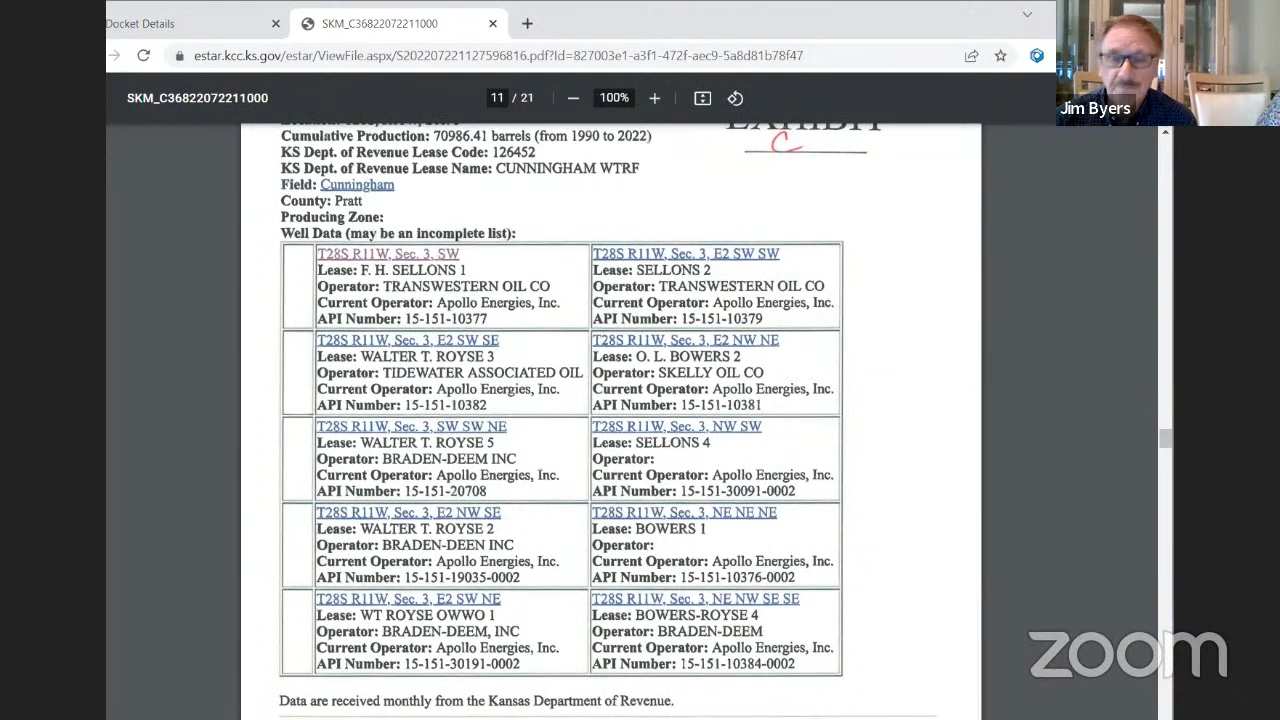 Docket Details
SKM_C36822072211000
estar.kcc.ks.gov/estar/ViewFile.aspx/S202207221127596816.pdf?Id=827003e1-a3f1-472f-aec9-5a8d81b78f47
Jim Byers
SKM_C36822072211000
11 / 21
100%
EXHIBIT
C
Cumulative Production: 70986.41 barrels (from 1990 to 2022)
KS Dept. of Revenue Lease Code: 126452
KS Dept. of Revenue Lease Name: CUNNINGHAM WTRF
Field: Cunningham
County: Pratt
Producing Zone:
Well Data (may be an incomplete list):
T28S R11W, Sec. 3, SW
Lease: F. H. SELLONS 1
Operator: TRANSWESTERN OIL CO
Current Operator: Apollo Energies, Inc.
API Number: 15-151-10377
T28S R11W, Sec. 3, E2 SW SW
Lease: SELLONS 2
Operator: TRANSWESTERN OIL CO
Current Operator: Apollo Energies, Inc.
API Number: 15-151-10379
T28S R11W, Sec. 3, E2 SW SE
Lease: WALTER T. ROYSE 3
Operator: TIDEWATER ASSOCIATED OIL
Current Operator: Apollo Energies, Inc.
API Number: 15-151-10382
T28S R11W, Sec. 3, E2 NW NE
Lease: O. L. BOWERS 2
Operator: SKELLY OIL CO
Current Operator: Apollo Energies, Inc.
API Number: 15-151-10381
T28S R11W, Sec. 3, SW SW NE
Lease: WALTER T. ROYSE 5
Operator: BRADEN-DEEM INC
Current Operator: Apollo Energies, Inc.
API Number: 15-151-20708
T28S R11W, Sec. 3, NW SW
Lease: SELLONS 4
Operator:
Current Operator: Apollo Energies, Inc.
API Number: 15-151-30091-0002
T28S R11W, Sec. 3, E2 NW SE
Lease: WALTER T. ROYSE 2
Operator: BRADEN-DEEN INC
Current Operator: Apollo Energies, Inc.
API Number: 15-151-19035-0002
T28S R11W, Sec. 3, NE NE NE
Lease: BOWERS 1
Operator:
Current Operator: Apollo Energies, Inc.
API Number: 15-151-10376-0002
T28S R11W, Sec. 3, E2 SW NE
Lease: WT ROYSE OWWO 1
Operator: BRADEN-DEEM, INC
Current Operator: Apollo Energies, Inc.
API Number: 15-151-30191-0002
T28S R11W, Sec. 3, NE NW SE SE
Lease: BOWERS-ROYSE 4
Operator: BRADEN-DEEM
Current Operator: Apollo Energies, Inc.
API Number: 15-151-10384-0002
Data are received monthly from the Kansas Department of Revenue.
zoom